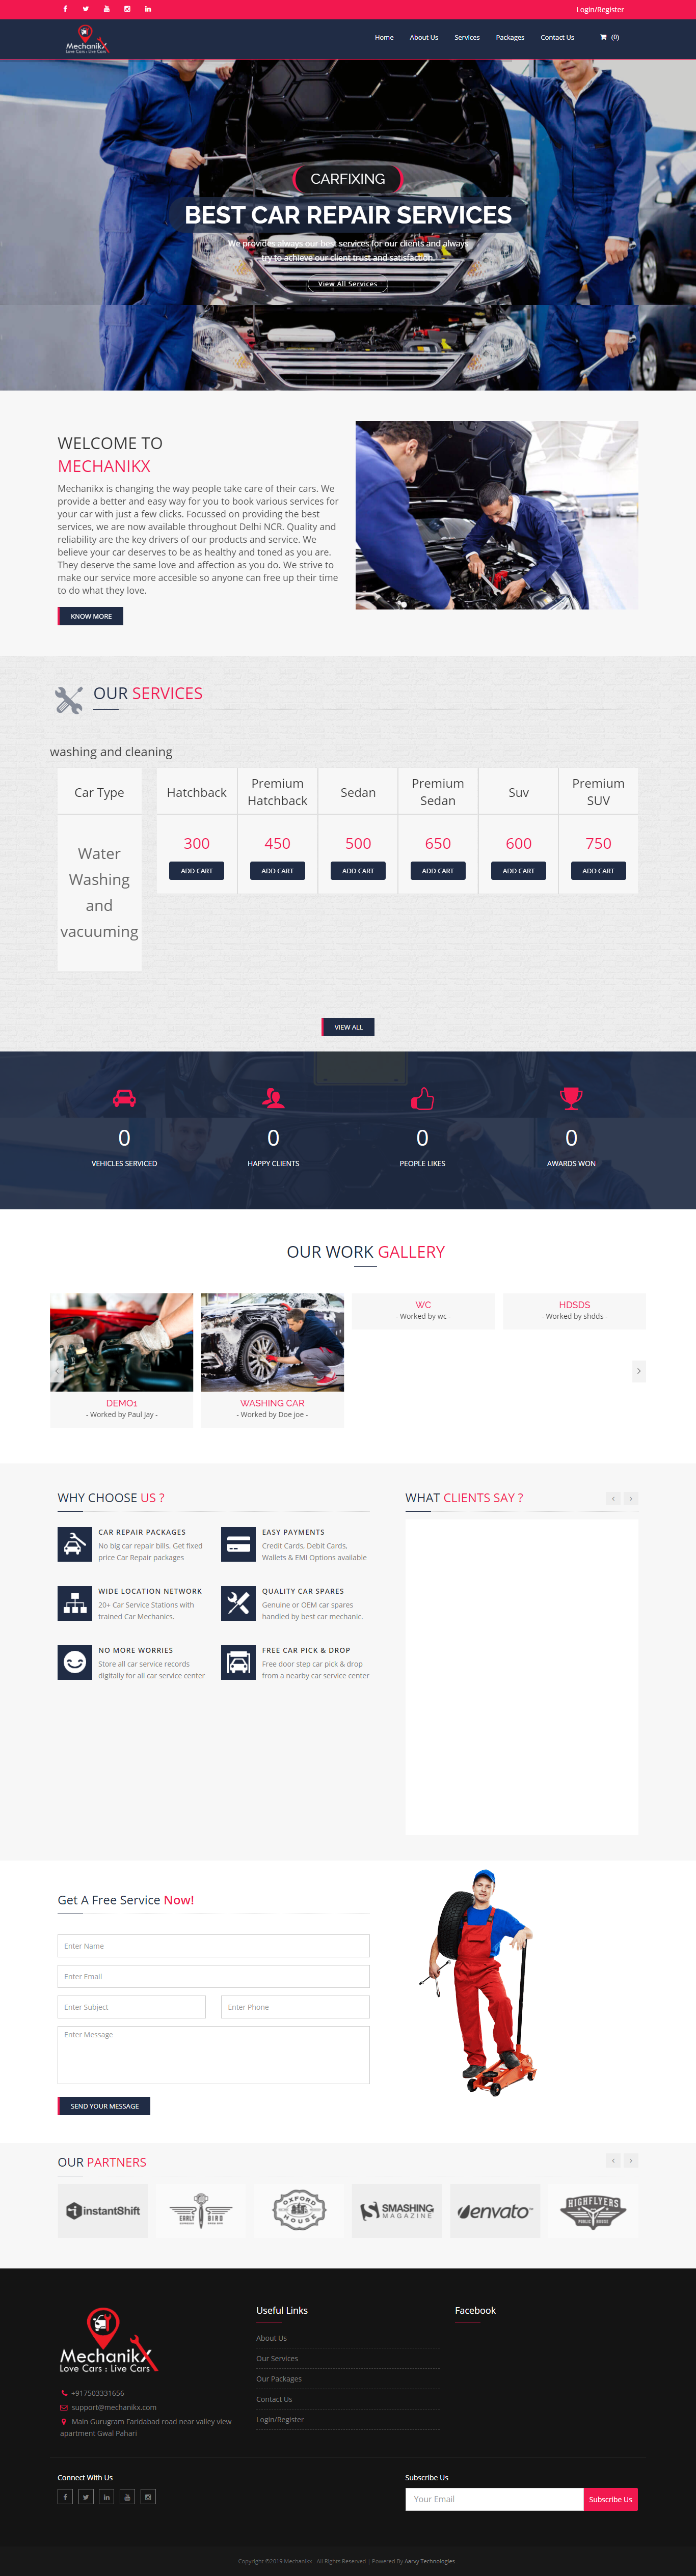 Login/Register
MechanikX
Love Cars : Live Cars
Home
About Us
Services
Packages
Contact Us
(0)
CARFIXING
BEST CAR REPAIR SERVICES
We provides always our best services for our clients and always
try to achieve our client trust and satisfaction.
View All Services
WELCOME TO
MECHANIKX
Mechanikx is changing the way people take care of their cars. We
provide a better and easy way for you to book various services for
your car with just a few clicks. Focussed on providing the best
services, we are now available throughout Delhi NCR. Quality and
reliability are the key drivers of our products and service. We
believe your car deserves to be as healthy and toned as you are.
They deserve the same love and affection as you do. We strive to
make our service more accesible so anyone can free up their time
to do what they love.
KNOW MORE
OUR SERVICES
washing and cleaning
Car Type
Hatchback
Premium
Hatchback
Sedan
Premium
Sedan
Suv
Premium
SUV
Water
Washing
and
vacuuming
300
450
500
650
600
750
ADD CART
ADD CART
ADD CART
ADD CART
ADD CART
ADD CART
VIEW ALL
0
0
0
0
VEHICLES SERVICED
HAPPY CLIENTS
PEOPLE LIKES
AWARDS WON
OUR WORK GALLERY
DEMO1
- Worked by Paul Jay -
WASHING CAR
- Worked by Doe joe -
WC
- Worked by wc -
HDSDS
- Worked by shdds -
WHY CHOOSE US ?
CAR REPAIR PACKAGES
No big car repair bills. Get fixed
price Car Repair packages
EASY PAYMENTS
Credit Cards, Debit Cards,
Wallets & EMI Options available
WIDE LOCATION NETWORK
20+ Car Service Stations with
trained Car Mechanics.
QUALITY CAR SPARES
Genuine or OEM car spares
handled by best car mechanic.
NO MORE WORRIES
Store all car service records
digitally for all car service center
FREE CAR PICK & DROP
Free door step car pick & drop
from a nearby car service center
WHAT CLIENTS SAY ?
Get A Free Service Now!
Enter Name
Enter Email
Enter Subject
Enter Phone
Enter Message
SEND YOUR MESSAGE
OUR PARTNERS
instantShift
EARLY BIRD
OXFORD
HOUSE
SMASHING
MAGAZINE
envato
HIGHFLYERS
PUBLIC HOUSE
MechanikX
Love Cars : Live Cars
+917503331656
support@mechanikx.com
Main Gurugram Faridabad road near valley view
apartment Gwal Pahari
Useful Links
About Us
Our Services
Our Packages
Contact Us
Login/Register
Facebook
Connect With Us
Subscribe Us
Your Email
Subscribe Us
Copyright ©2019 Mechanikx . All Rights Reserved | Powered By Aarvy Technologies .